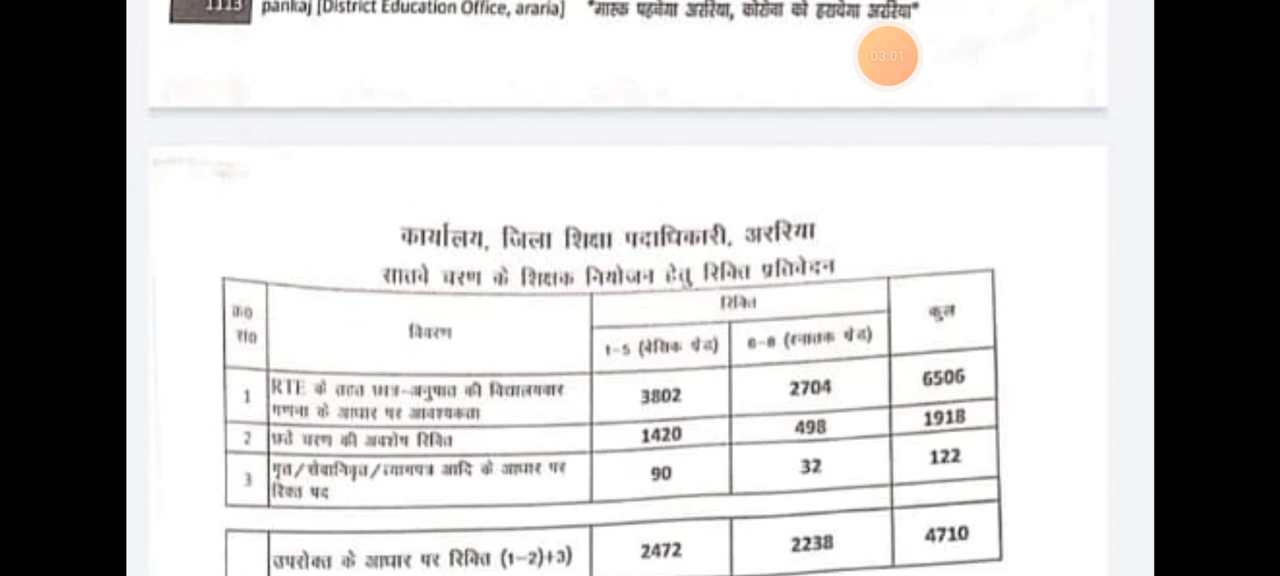 1113 pankaj [District Education Office, araria] "मास्क पहनेगा अररिया, कोरोना को हरायेगा अररिया"
03:01
कार्यालय, जिला शिक्षा पदाधिकारी, अररिया
सातवे चरण के शिक्षक नियोजन हेतु रिक्ति प्रतिवेदन
क्र० सं०
विवरण
रिक्ति
कुल
1-5 (बेसिक ग्रेड)
6-8 (स्नातक ग्रेड)
1 RTE के तहत छात्र-अनुपात की विद्यालयवार गणना के आधार पर आवश्यकता 3802 2704 6506
2 छठे चरण की अवशेष रिक्ति 1420 498 1918
3 मृत/सेवानिवृत/त्यागपत्र आदि के आधार पर रिक्त पद 90 32 122
उपरोक्त के आधार पर रिक्ति (1-2)+3) 2472 2238 4710